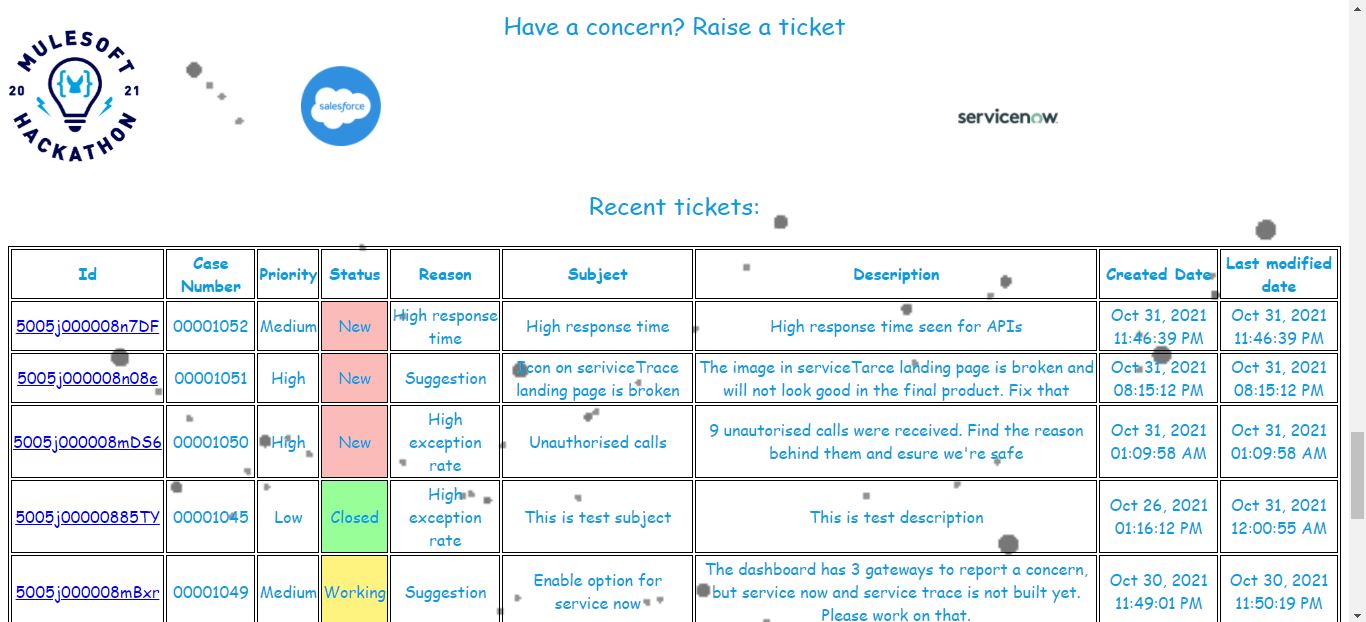 Have a concern? Raise a ticket
MULESOFT
20 21
HACKATHON
salesforce
servicenow
Recent tickets:
Id Case Number Priority Status Reason Subject Description Created Date Last modified date
5005j000008n7DF 00001052 Medium New High response time High response time High response time seen for APIs Oct 31, 2021 11:46:39 PM Oct 31, 2021 11:46:39 PM
5005j000008n08e 00001051 High New Suggestion Icon on seriviceTrace landing page is broken The image in serviceTarce landing page is broken and will not look good in the final product. Fix that Oct 31, 2021 08:15:12 PM Oct 31, 2021 08:15:12 PM
5005j000008mDS6 00001050 High New High exception rate Unauthorised calls 9 unautorised calls were received. Find the reason behind them and esure we're safe Oct 31, 2021 01:09:58 AM Oct 31, 2021 01:09:58 AM
5005j00000885TY 00001045 Low Closed High exception rate This is test subject This is test description Oct 26, 2021 01:16:12 PM Oct 31, 2021 12:00:55 AM
5005j000008mBxr 00001049 Medium Working Suggestion Enable option for service now The dashboard has 3 gateways to report a concern, but service now and service trace is not built yet. Please work on that. Oct 30, 2021 11:49:01 PM Oct 30, 2021 11:50:19 PM